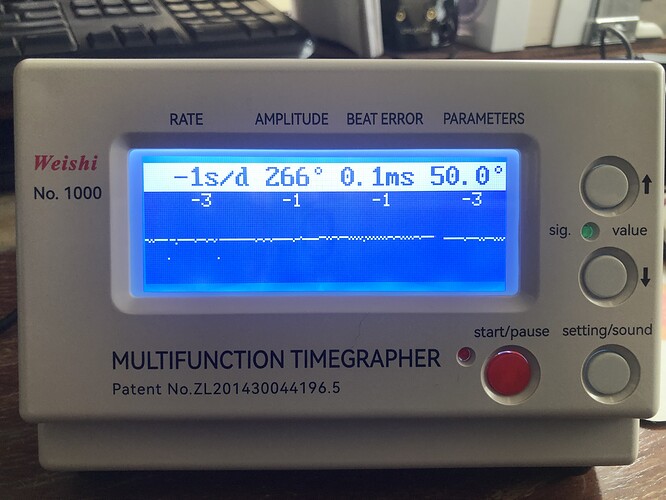 RATE AMPLITUDE BEAT ERROR PARAMETERS
Weishi
No. 1000
-1s/d 266° 0.1ms 50.0°
-3 -1 -1 -3
sig. value
start/pause setting/sound
MULTIFUNCTION TIMEGRAPHER
Patent No.ZL201430044196.5